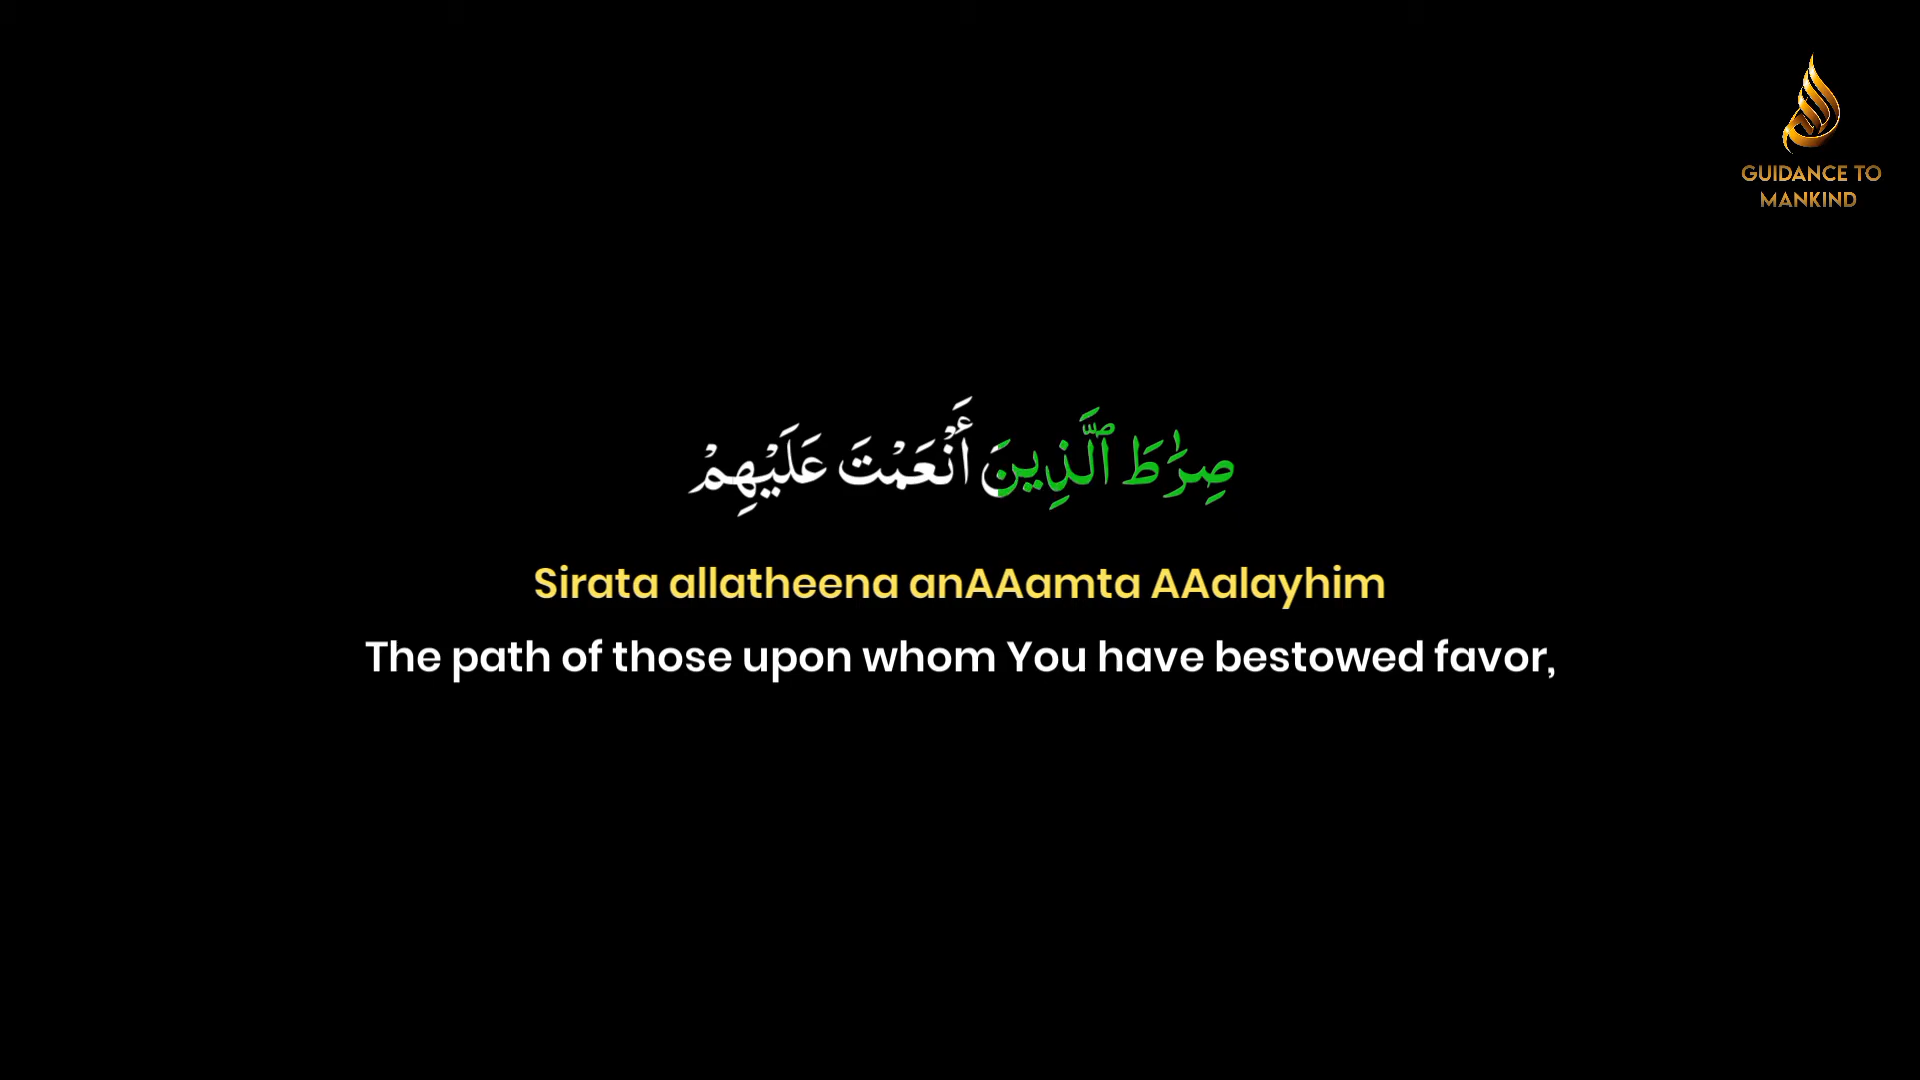 GUIDANCE TO
MANKIND
صِرَٰطَ ٱلَّذِينَ أَنْعَمْتَ عَلَيْهِمْ
Sirata allatheena anAAamta AAalayhim
The path of those upon whom You have bestowed favor,